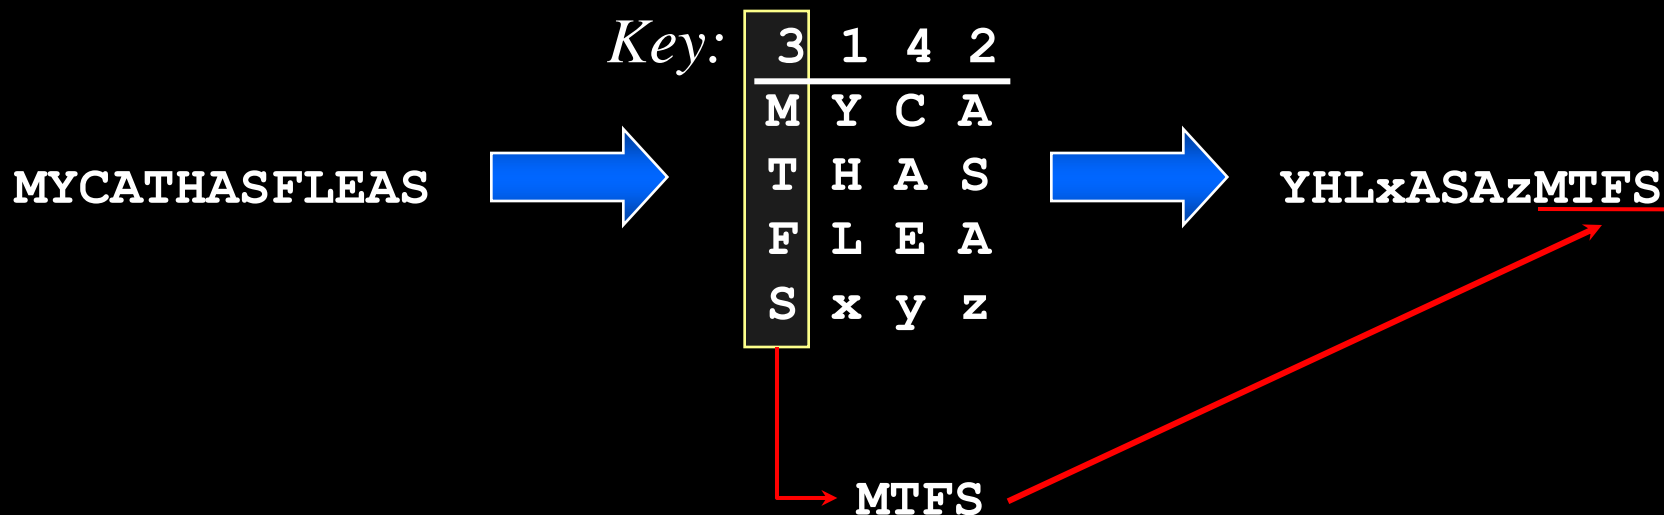 Key: 3 1 4 2
M Y C A
T H A S
MYCATHASFLEAS
YHLxASAzMTFS
F L E A
S x y z
MTFS